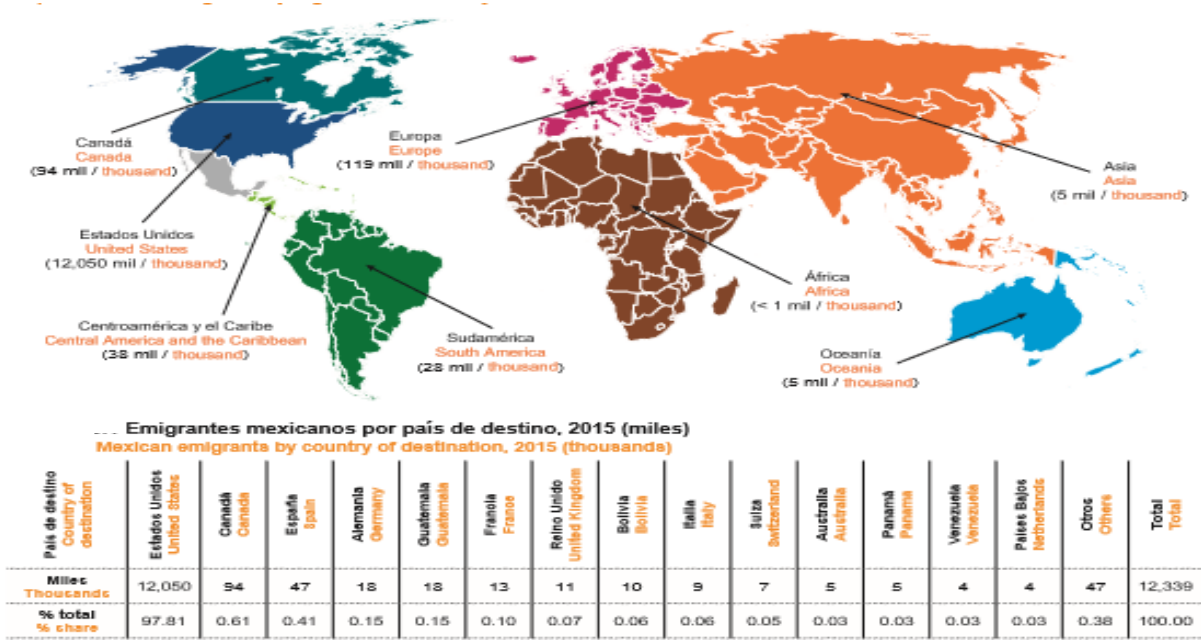 Canadá
Canada
(94 mil / thousand)
Europa
Europe
(119 mil / thousand)
Asia
Asia
(5 mil / thousand)
Estados Unidos
United States
(12,050 mil / thousand)
África
Africa
(< 1 mil / thousand)
Centroamérica y el Caribe
Central America and the Caribbean
(38 mil / thousand)
Sudamérica
South America
(28 mil / thousand)
Oceanía
Oceania
(5 mil / thousand)
Emigrantes mexicanos por país de destino, 2015 (miles)
Mexican emigrants by country of destination, 2015 (thousands)
País de destino
Country of
destination
Estados Unidos
United States
Canadá
Canada
España
Spain
Alemania
Germany
Guatemala
Guatemala
Francia
France
Reino Unido
United Kingdom
Bolivia
Bolivia
Italia
Italy
Suiza
Switzerland
Australia
Australia
Panamá
Panama
Venezuela
Venezuela
Países Bajos
Netherlands
Otros
Others
Total
Total
Miles
Thousands
12,050 94 47 18 18 13 11 10 9 7 5 5 4 4 47 12,339
% total
% share
97.81 0.61 0.41 0.15 0.15 0.10 0.07 0.06 0.06 0.05 0.03 0.03 0.03 0.03 0.38 100.00